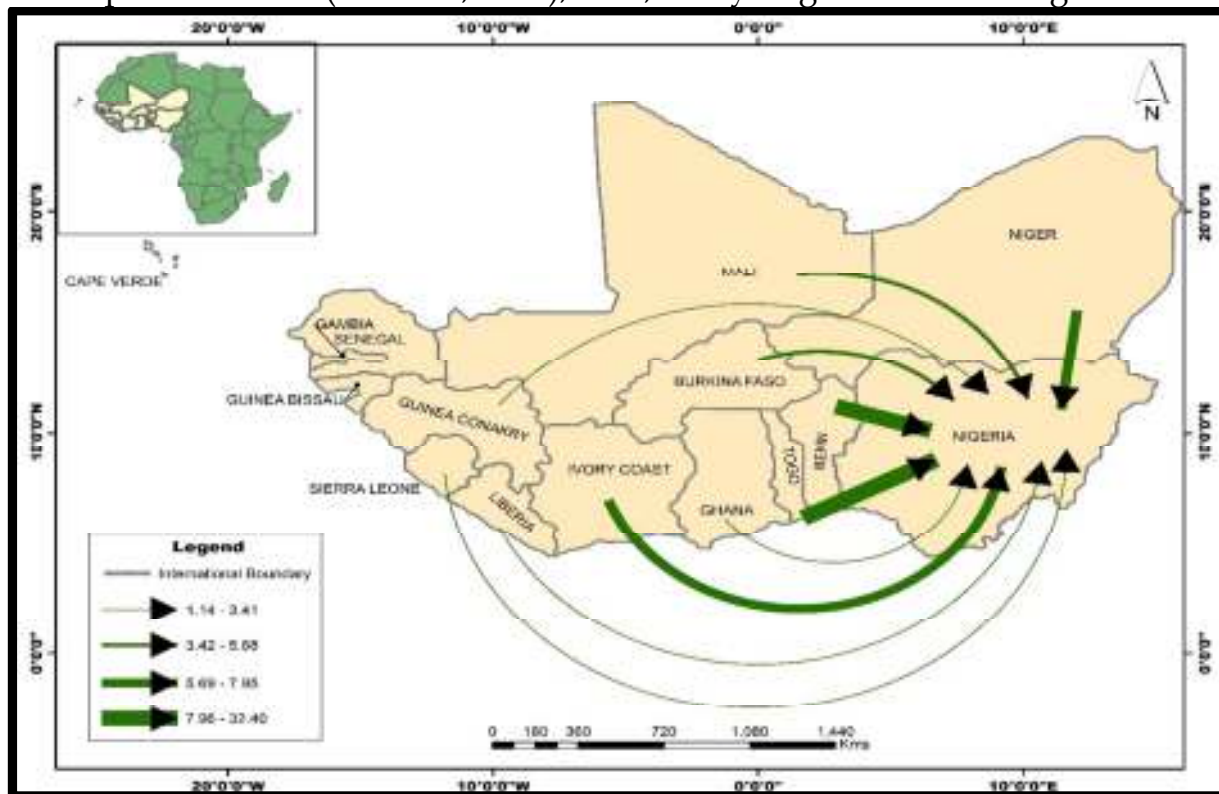 20°0'0"W 10°0'0"W 0°0'0" 10°0'0"E
N
20°0'0"N 20°0'0"N
NIGER
MALI
CAPE VERDE
GAMBIA
SENEGAL
BURKINA FASO
GUINEA BISSAU
GUINEA CONAKRY
10°0'0"N 10°0'0"N
NIGERIA
BENIN
TOGO
IVORY COAST
SIERRA LEONE
LIBERIA
GHANA
Legend
International Boundary
1.14 - 3.41
3.42 - 5.68
5.69 - 7.95
7.96 - 32.40
0°0'0" 0°0'0"
0 180 360 720 1,080 1,440
Kms
20°0'0"W 10°0'0"W 0°0'0" 10°0'0"E